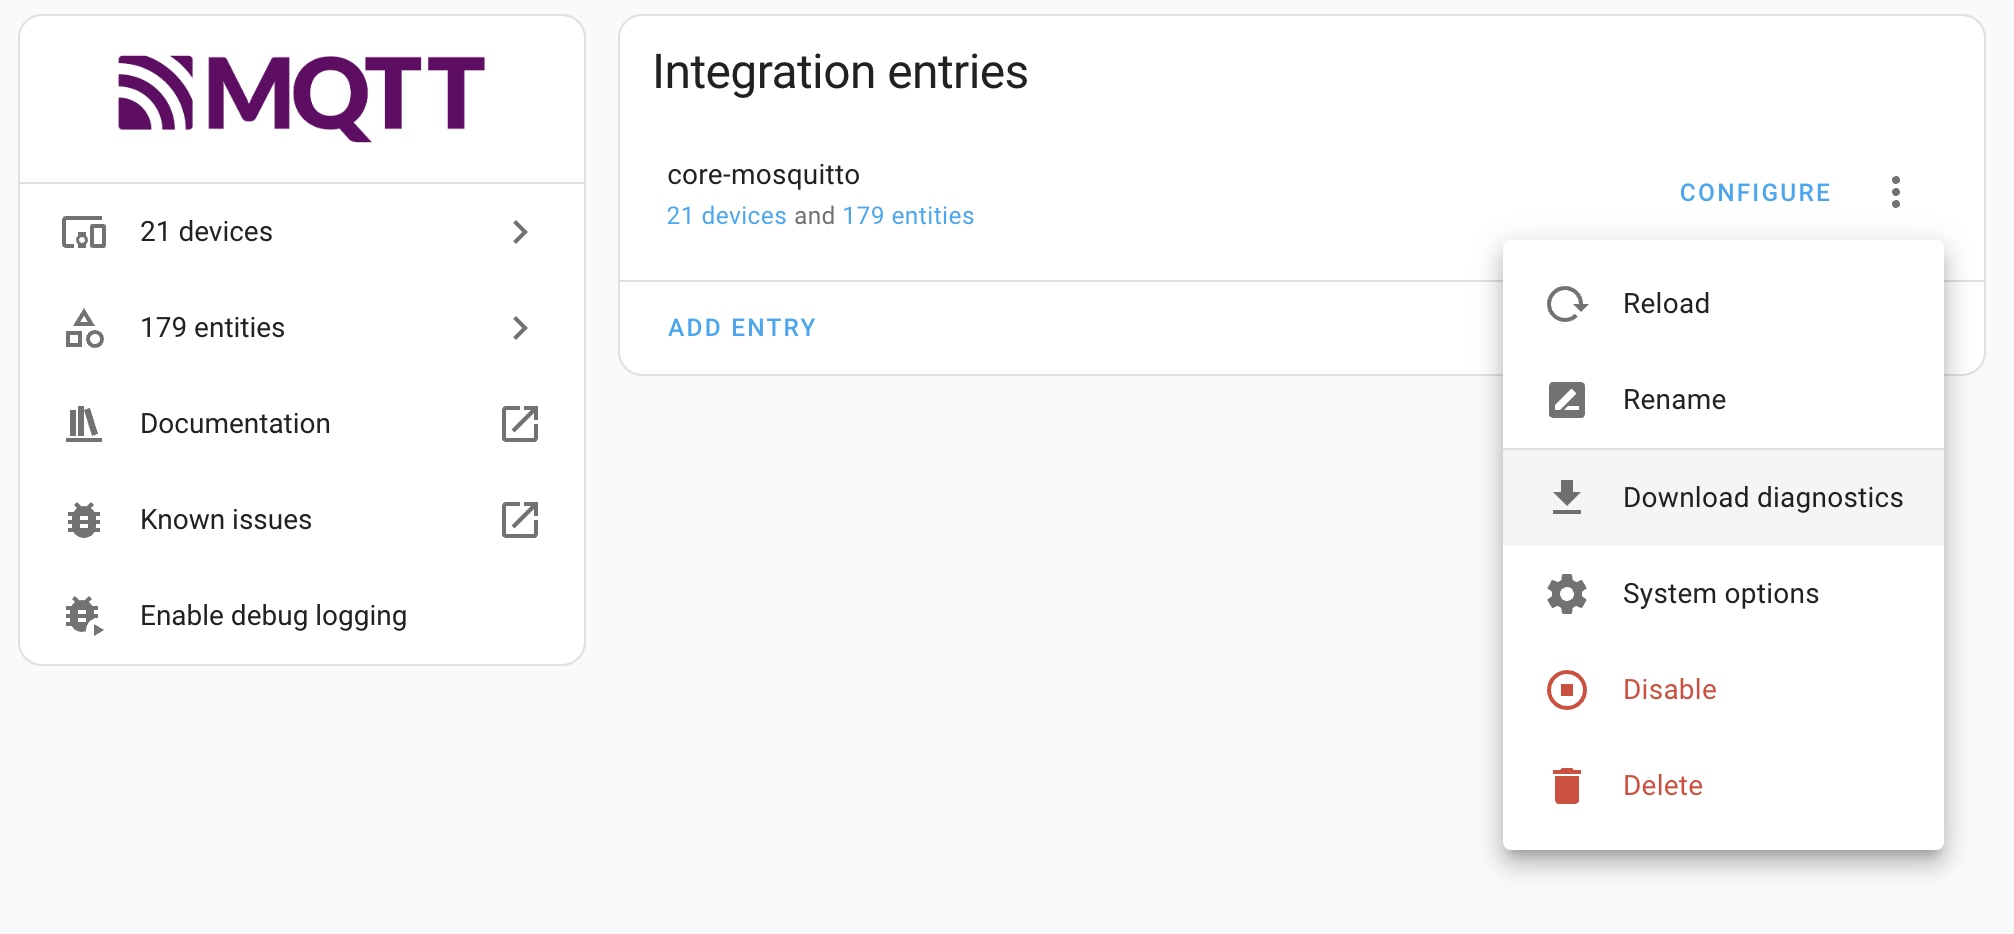 MQTT
21 devices
179 entities
Documentation
Known issues
Enable debug logging
Integration entries
core-mosquitto
21 devices and 179 entities
CONFIGURE
ADD ENTRY
Reload
Rename
Download diagnostics
System options
Disable
Delete